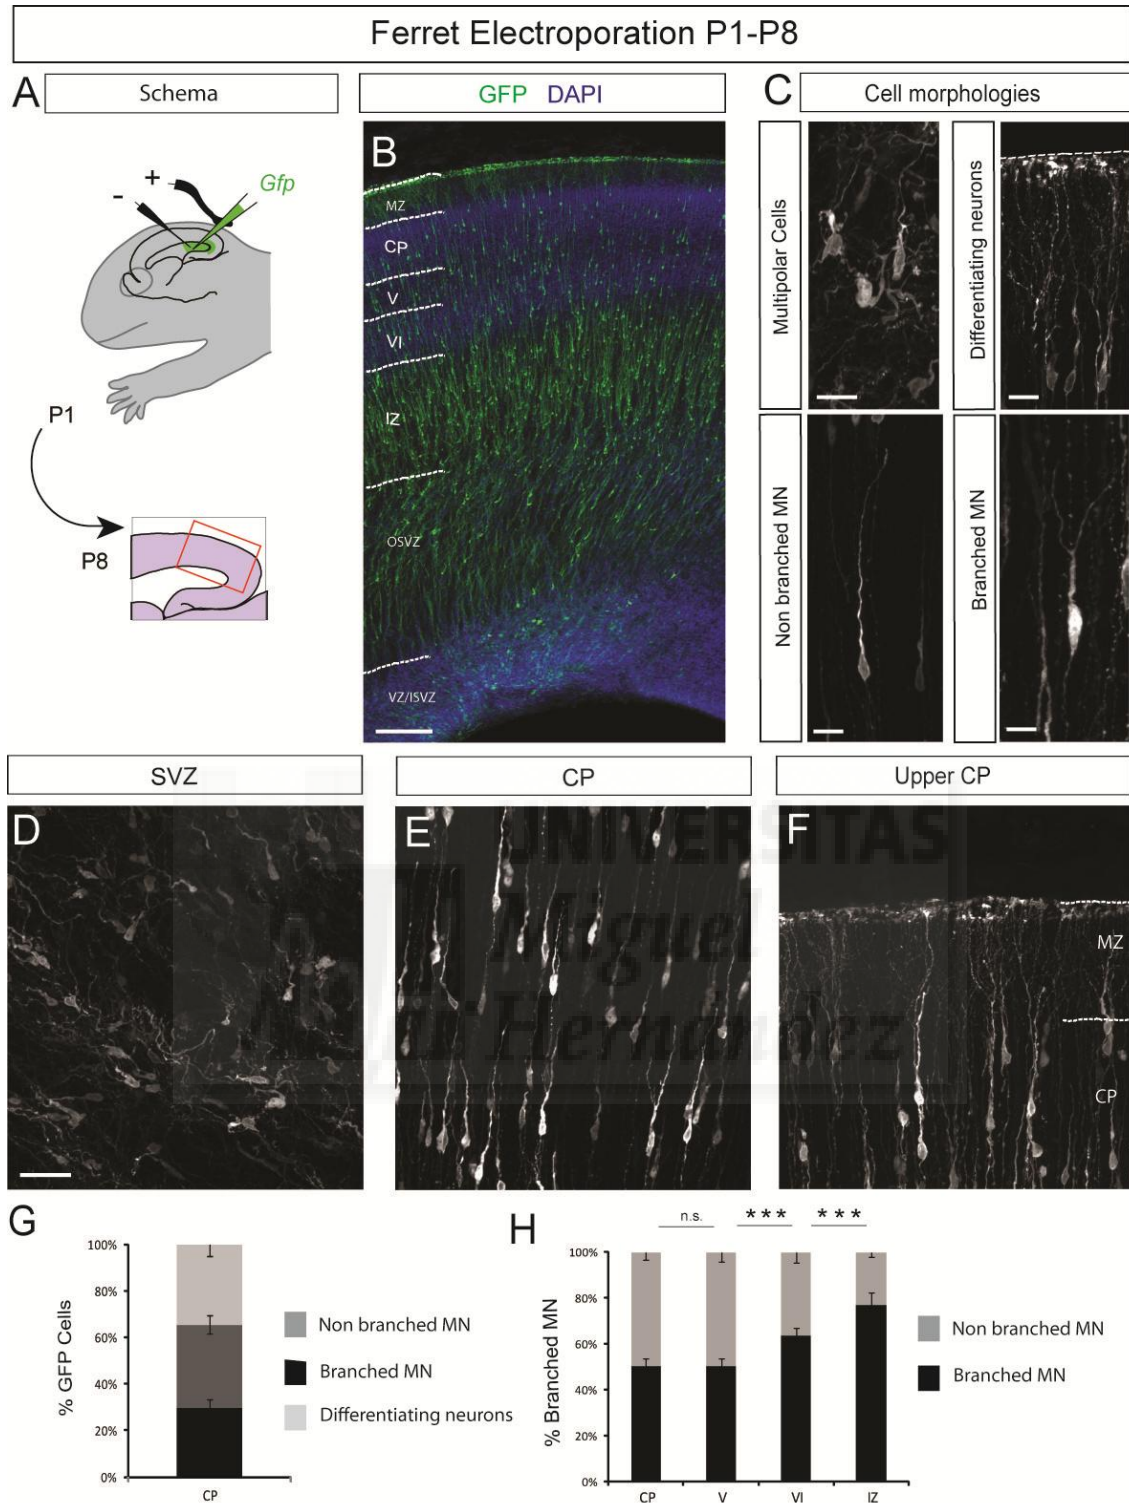 Ferret Electroporation P1-P8
A
Schema
GFP DAPI
C
Cell morphologies
+
-
Gfp
P1
P8
B
MZ
CP
V
VI
IZ
OSVZ
VZ/ISVZ
Multipolar Cells
Differentiating neurons
Non branched MN
Branched MN
SVZ
CP
Upper CP
D
E
F
MZ
CP
UNIVERSITAS
Miguel
Hernández
G
100%
80%
60%
40%
20%
0%
% GFP Cells
CP
Non branched MN
Branched MN
Differentiating neurons
H
n.s.
***
***
100%
80%
60%
40%
20%
0%
% Branched MN
CP
V
VI
IZ
Non branched MN
Branched MN